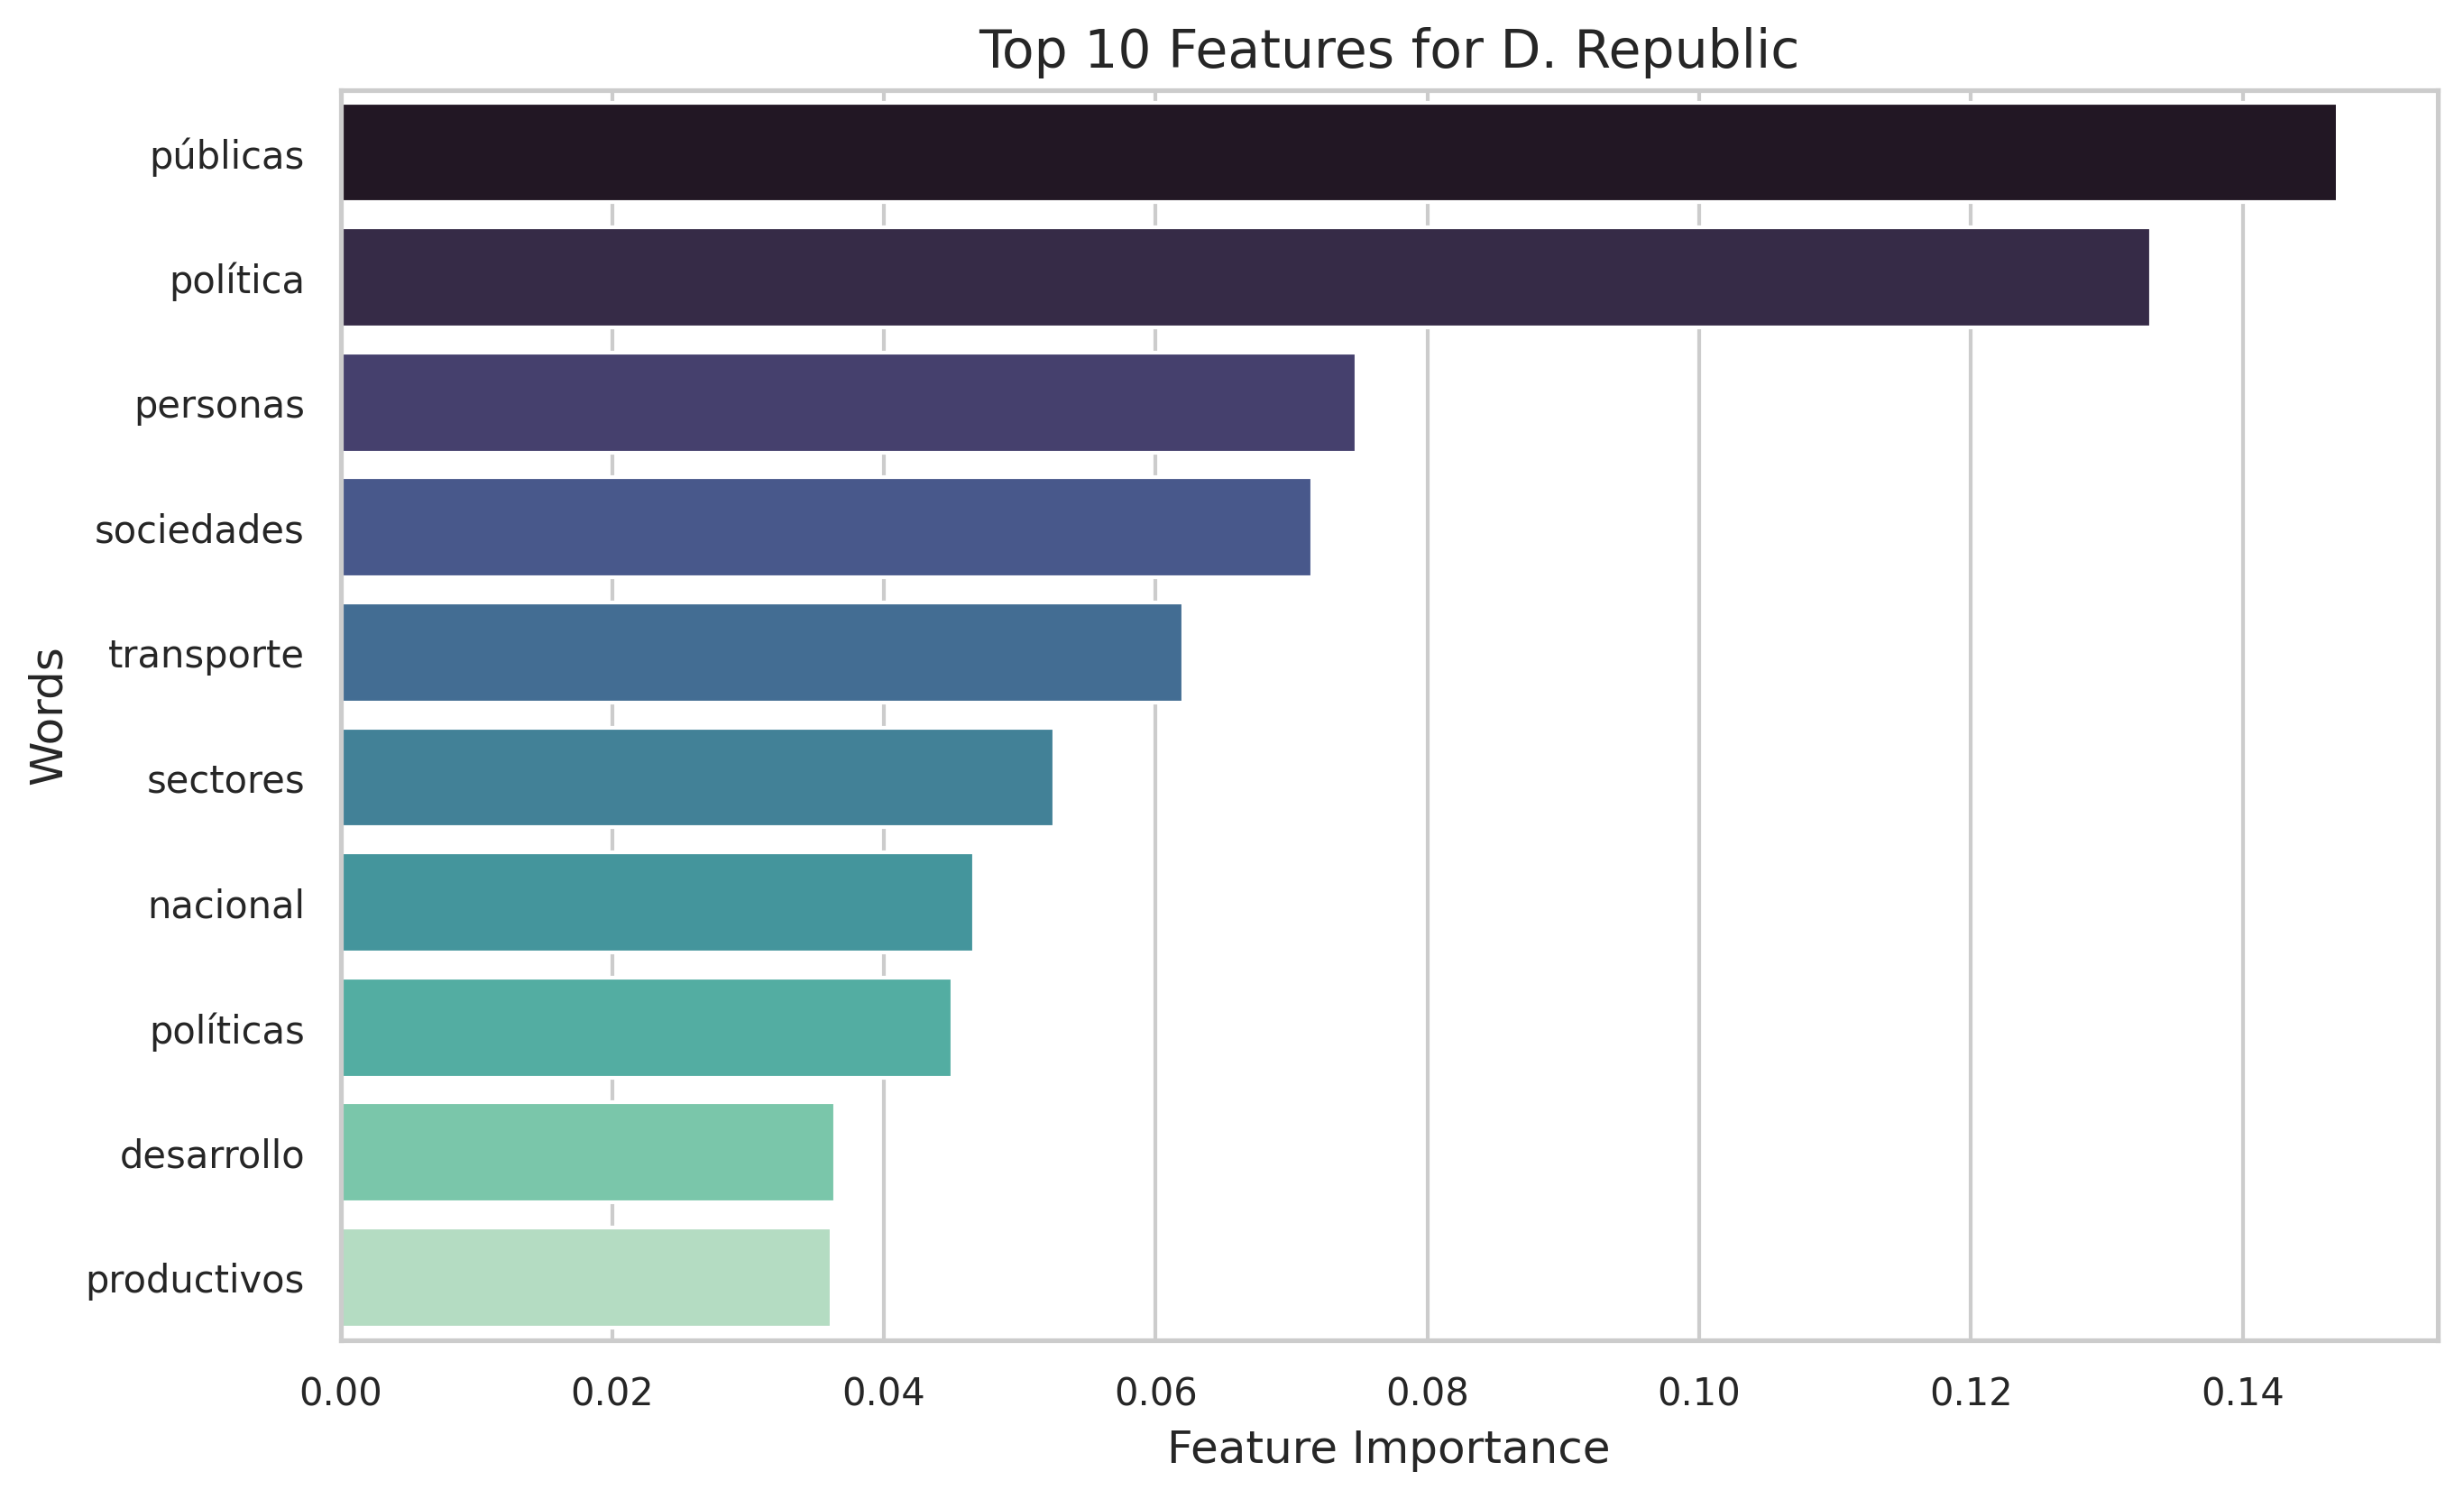 Top 10 Features for D. Republic
públicas
política
personas
sociedades
transporte
sectores
nacional
políticas
desarrollo
productivos
Words
0.00 0.02 0.04 0.06 0.08 0.10 0.12 0.14
Feature Importance